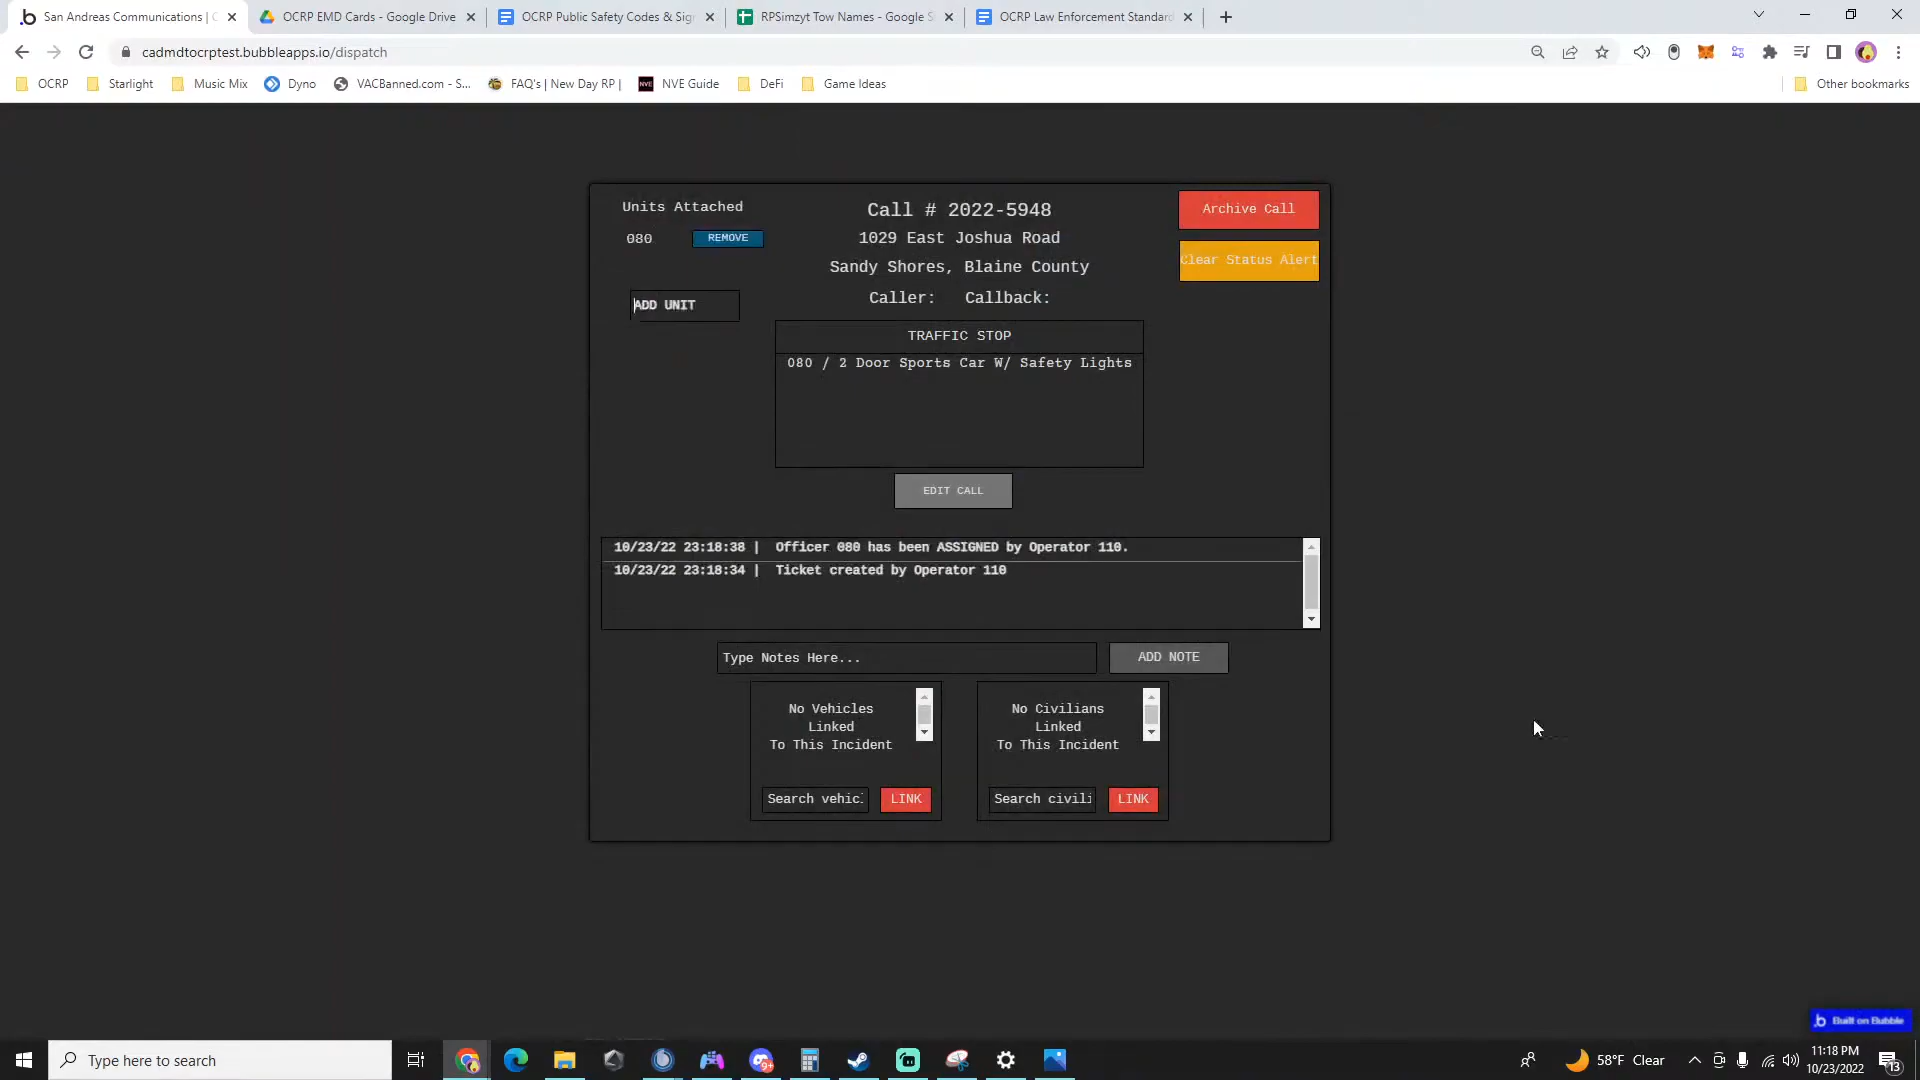 San Andreas Communications | C
OCRP EMD Cards - Google Drive
OCRP Public Safety Codes & Sig
RPSimzyt Tow Names - Google S
OCRP Law Enforcement Standard
cadmdtocrptest.bubbleapps.io/dispatch
OCRP
Starlight
Music Mix
Dyno
VACBanned.com - S...
FAQ's | New Day RP |
NVE Guide
DeFi
Game Ideas
Other bookmarks
Units Attached
080 REMOVE
ADD UNIT
Call # 2022-5948
1029 East Joshua Road
Sandy Shores, Blaine County
Caller: Callback:
Archive Call
Clear Status Alert
TRAFFIC STOP
080 / 2 Door Sports Car W/ Safety Lights
EDIT CALL
10/23/22 23:18:38 | Officer 080 has been ASSIGNED by Operator 110.
10/23/22 23:18:34 | Ticket created by Operator 110
Type Notes Here...
ADD NOTE
No Vehicles
Linked
To This Incident
Search vehic
LINK
No Civilians
Linked
To This Incident
Search civili
LINK
Built on Bubble
Type here to search
58°F Clear
11:18 PM
10/23/2022
13